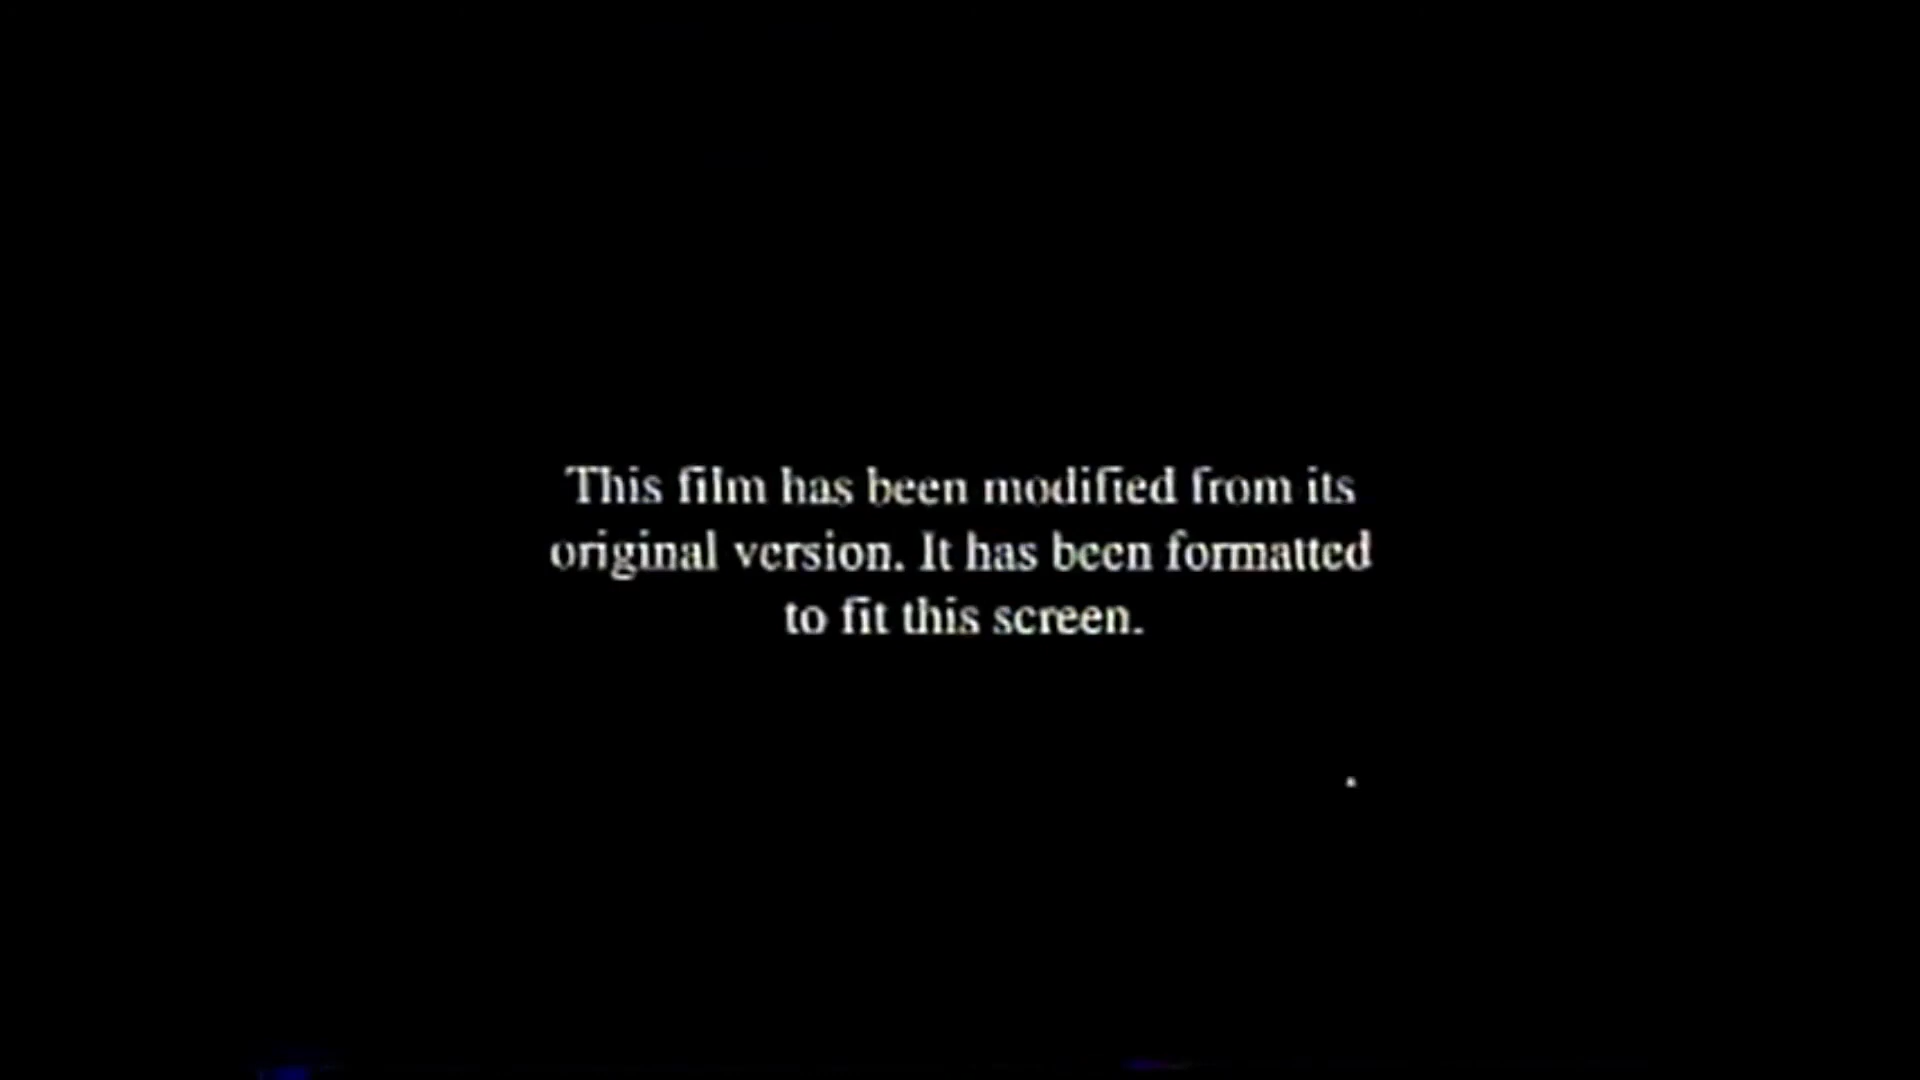 This film has been modified from its
original version. It has been formatted
to fit this screen.